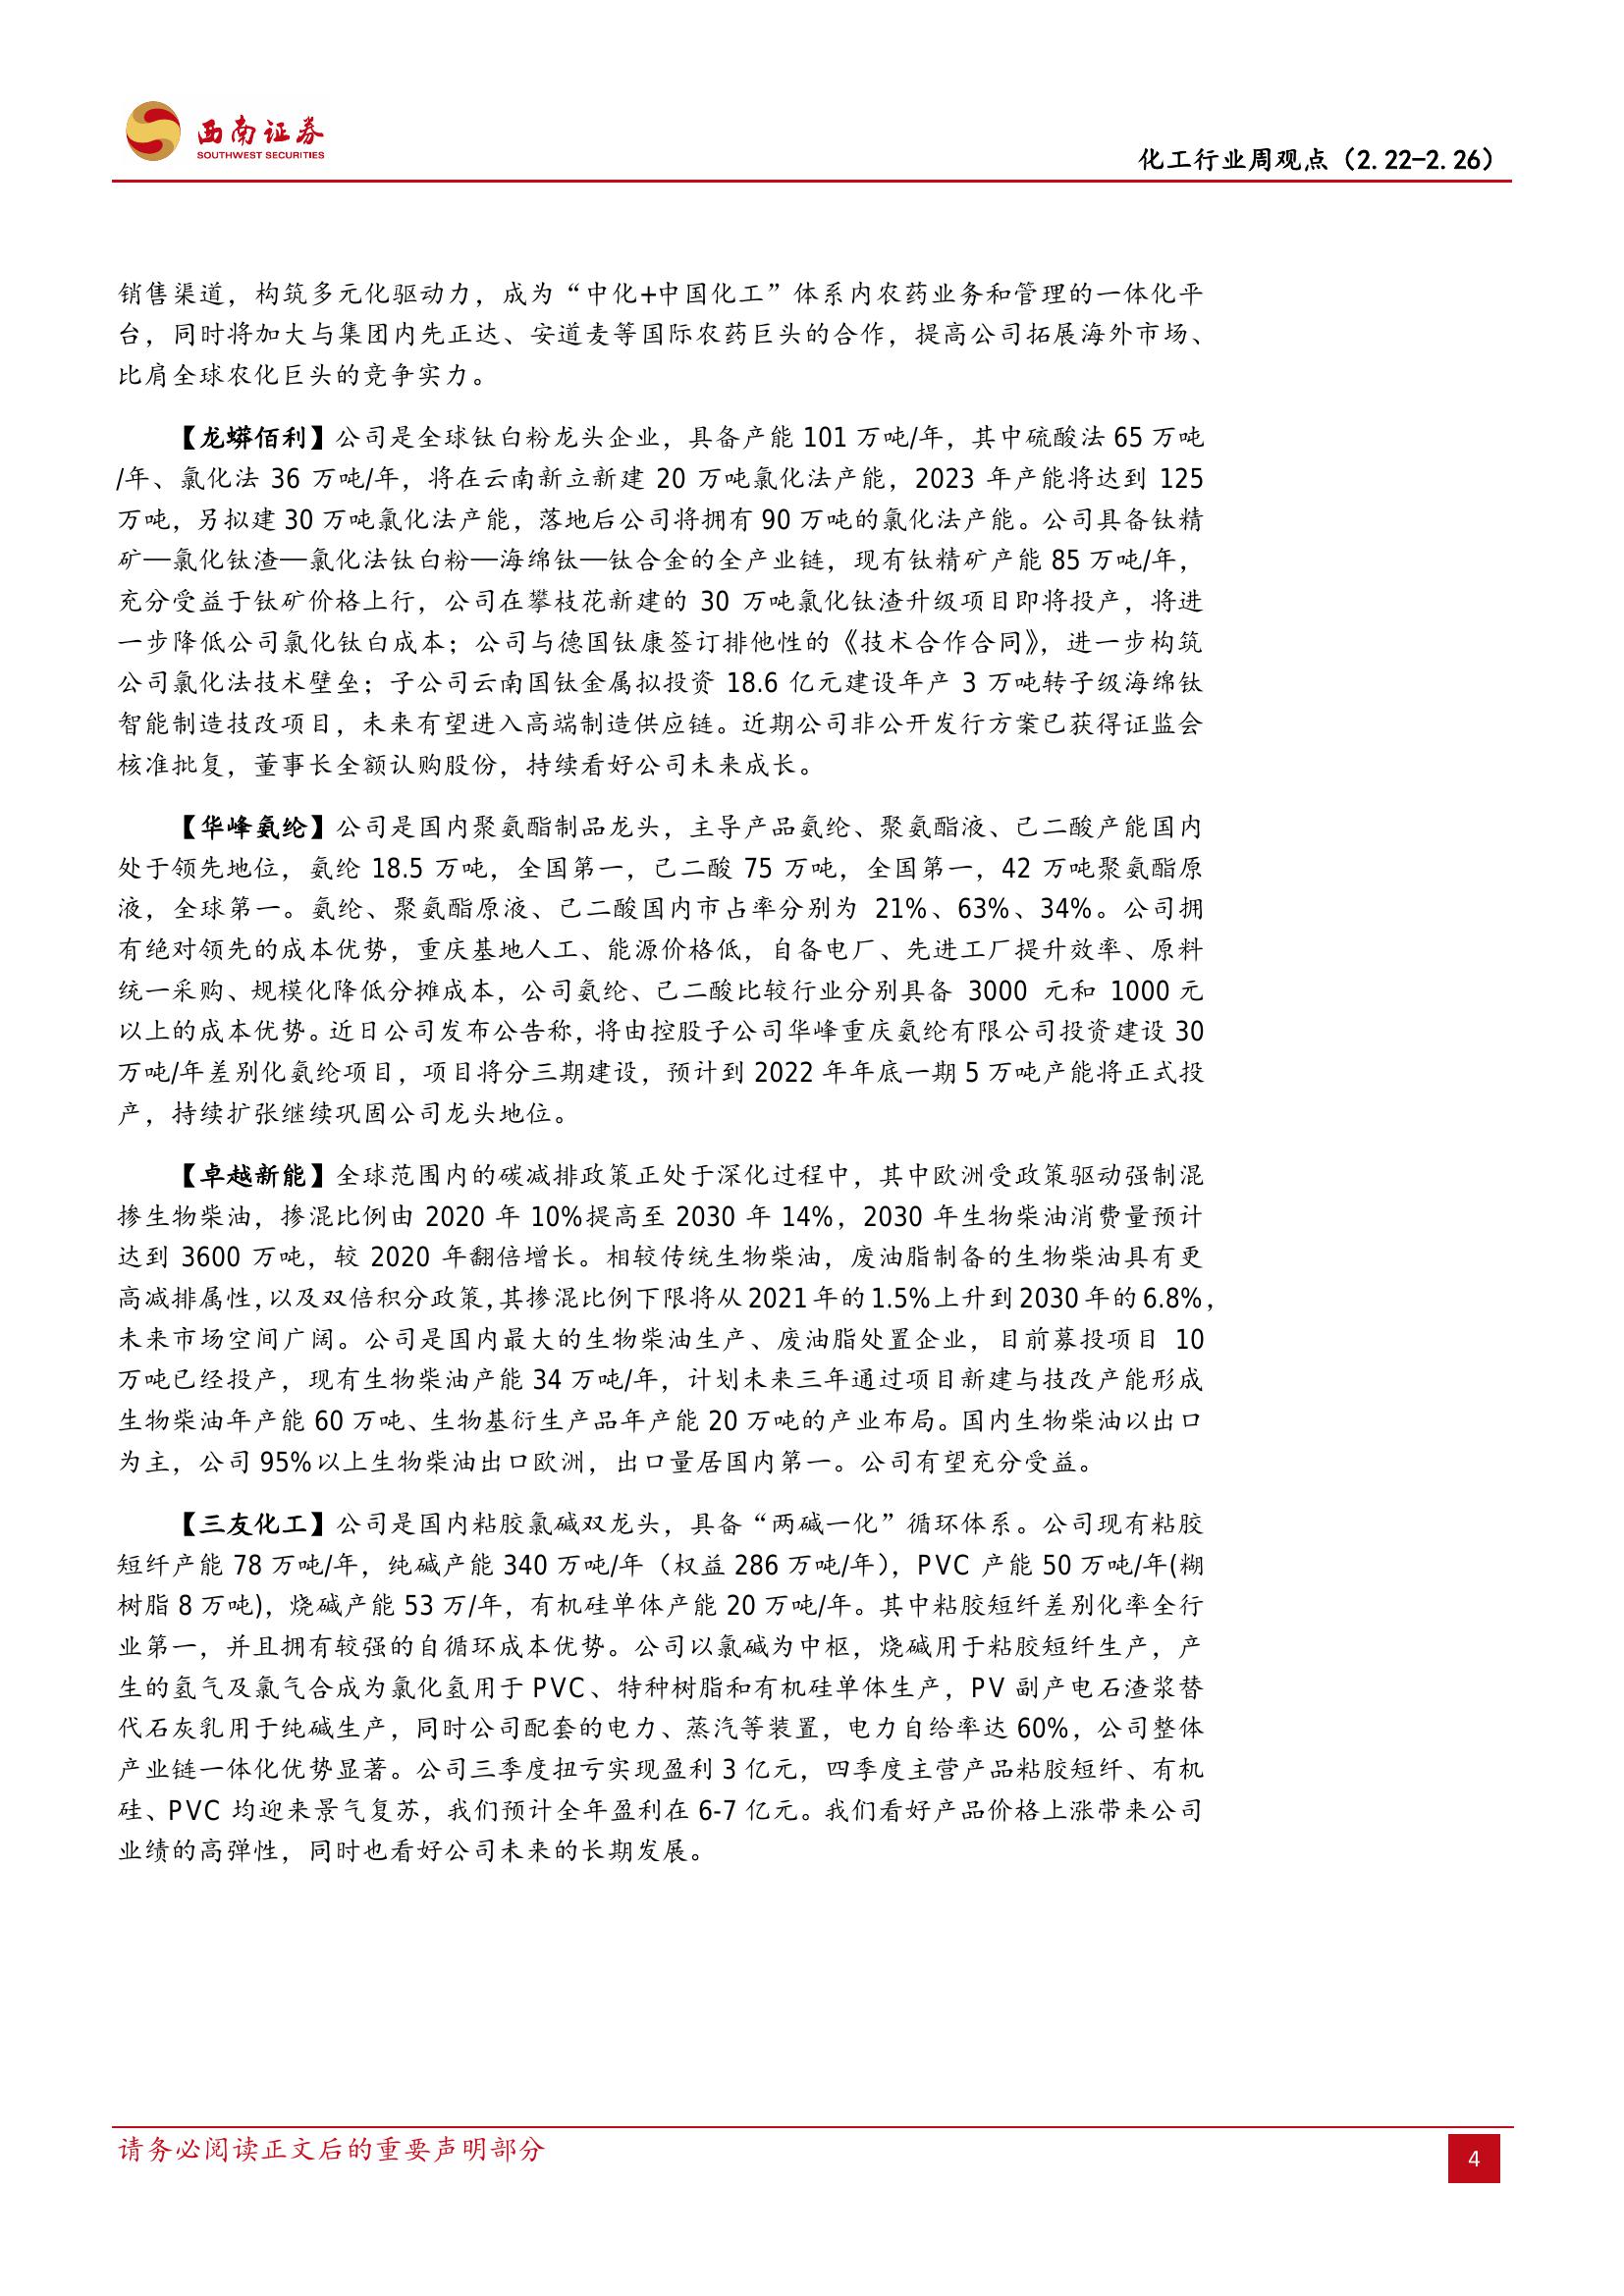 西南证券
SOUTHWEST SECURITIES
化工行业周观点（2.22-2.26）
销售渠道，构筑多元化驱动力，成为“中化+中国化工”体系内农药业务和管理的一体化平
台，同时将加大与集团内先正达、安道麦等国际农药巨头的合作，提高公司拓展海外市场、
比肩全球农化巨头的竞争实力。
【龙蟒佰利】公司是全球钛白粉龙头企业，具备产能 101 万吨/年，其中硫酸法 65 万吨
/年、氯化法 36 万吨/年，将在云南新立新建 20 万吨氯化法产能，2023 年产能将达到 125
万吨，另拟建 30 万吨氯化法产能，落地后公司将拥有 90 万吨的氯化法产能。公司具备钛精
矿—氯化钛渣—氯化法钛白粉—海绵钛—钛合金的全产业链，现有钛精矿产能 85 万吨/年，
充分受益于钛矿价格上行，公司在攀枝花新建的 30 万吨氯化钛渣升级项目即将投产，将进
一步降低公司氯化钛白成本；公司与德国钛康签订排他性的《技术合作合同》，进一步构筑
公司氯化法技术壁垒；子公司云南国钛金属拟投资 18.6 亿元建设年产 3 万吨转子级海绵钛
智能制造技改项目，未来有望进入高端制造供应链。近期公司非公开发行方案已获得证监会
核准批复，董事长全额认购股份，持续看好公司未来成长。
【华峰氨纶】公司是国内聚氨酯制品龙头，主导产品氨纶、聚氨酯液、己二酸产能国内
处于领先地位，氨纶 18.5 万吨，全国第一，己二酸 75 万吨，全国第一，42 万吨聚氨酯原
液，全球第一。氨纶、聚氨酯原液、己二酸国内市占率分别为 21%、63%、34%。公司拥
有绝对领先的成本优势，重庆基地人工、能源价格低，自备电厂、先进工厂提升效率、原料
统一采购、规模化降低分摊成本，公司氨纶、己二酸比较行业分别具备 3000 元和 1000 元
以上的成本优势。近日公司发布公告称，将由控股子公司华峰重庆氨纶有限公司投资建设 30
万吨/年差别化氨纶项目，项目将分三期建设，预计到 2022 年年底一期 5 万吨产能将正式投
产，持续扩张继续巩固公司龙头地位。
【卓越新能】全球范围内的碳减排政策正处于深化过程中，其中欧洲受政策驱动强制混
掺生物柴油，掺混比例由 2020 年 10%提高至 2030 年 14%，2030 年生物柴油消费量预计
达到 3600 万吨，较 2020 年翻倍增长。相较传统生物柴油，废油脂制备的生物柴油具有更
高减排属性，以及双倍积分政策，其掺混比例下限将从 2021 年的 1.5%上升到 2030 年的 6.8%，
未来市场空间广阔。公司是国内最大的生物柴油生产、废油脂处置企业，目前募投项目 10
万吨已经投产，现有生物柴油产能 34 万吨/年，计划未来三年通过项目新建与技改产能形成
生物柴油年产能 60 万吨、生物基衍生产品年产能 20 万吨的产业布局。国内生物柴油以出口
为主，公司 95%以上生物柴油出口欧洲，出口量居国内第一。公司有望充分受益。
【三友化工】公司是国内粘胶氯碱双龙头，具备“两碱一化”循环体系。公司现有粘胶
短纤产能 78 万吨/年，纯碱产能 340 万吨/年（权益 286 万吨/年），PVC 产能 50 万吨/年(糊
树脂 8 万吨)，烧碱产能 53 万/年，有机硅单体产能 20 万吨/年。其中粘胶短纤差别化率全行
业第一，并且拥有较强的自循环成本优势。公司以氯碱为中枢，烧碱用于粘胶短纤生产，产
生的氢气及氯气合成为氯化氢用于 PVC、特种树脂和有机硅单体生产，PV 副产电石渣浆替
代石灰乳用于纯碱生产，同时公司配套的电力、蒸汽等装置，电力自给率达 60%，公司整体
产业链一体化优势显著。公司三季度扭亏实现盈利 3 亿元，四季度主营产品粘胶短纤、有机
硅、PVC 均迎来景气复苏，我们预计全年盈利在 6-7 亿元。我们看好产品价格上涨带来公司
业绩的高弹性，同时也看好公司未来的长期发展。
请务必阅读正文后的重要声明部分
4